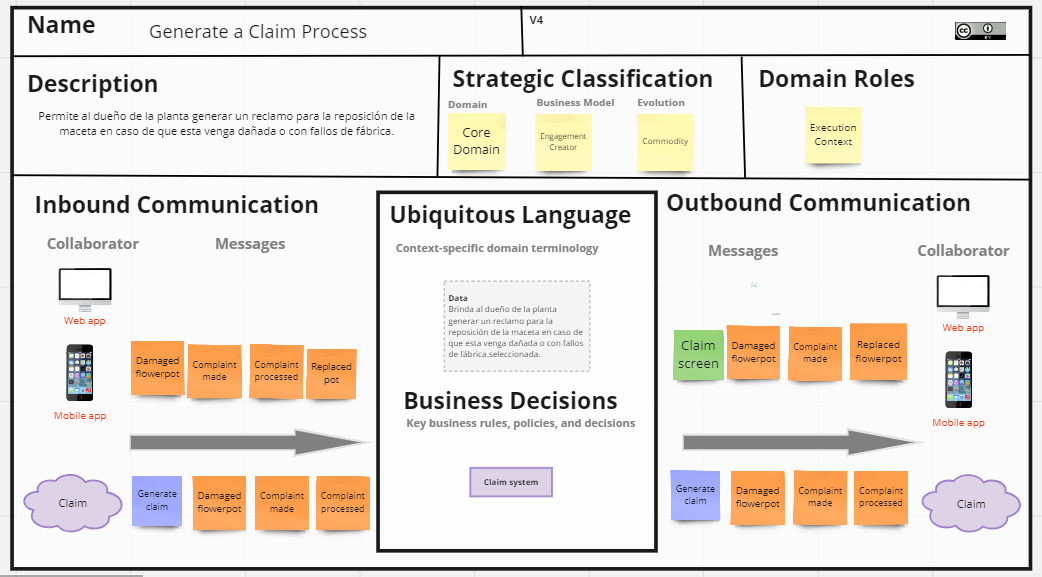 Name
Generate a Claim Process
V4
cc
BY
Description
Permite al dueño de la planta generar un reclamo para la reposición de la
maceta en caso de que esta venga dañada o con fallos de fábrica.
Strategic Classification
Domain
Business Model
Evolution
Core
Domain
Engagement
Creator
Commodity
Domain Roles
Execution
Context
Inbound Communication
Collaborator
Messages
Web app
Mobile app
Damaged
flowerpot
Complaint
made
Complaint
processed
Replaced
pot
Claim
Generate
claim
Damaged
flowerpot
Complaint
made
Complaint
processed
Ubiquitous Language
Context-specific domain terminology
Data
Brinda al dueño de la planta
generar un reclamo para la
reposición de la maceta en caso de
que esta venga dañada o con fallos
de fábrica.seleccionada.
Business Decisions
Key business rules, policies, and decisions
Claim system
Outbound Communication
Messages
Collaborator
Claim
screen
Damaged
flowerpot
Complaint
made
Replaced
flowerpot
Web app
Mobile app
Generate
claim
Damaged
flowerpot
Complaint
made
Complaint
processed
Claim